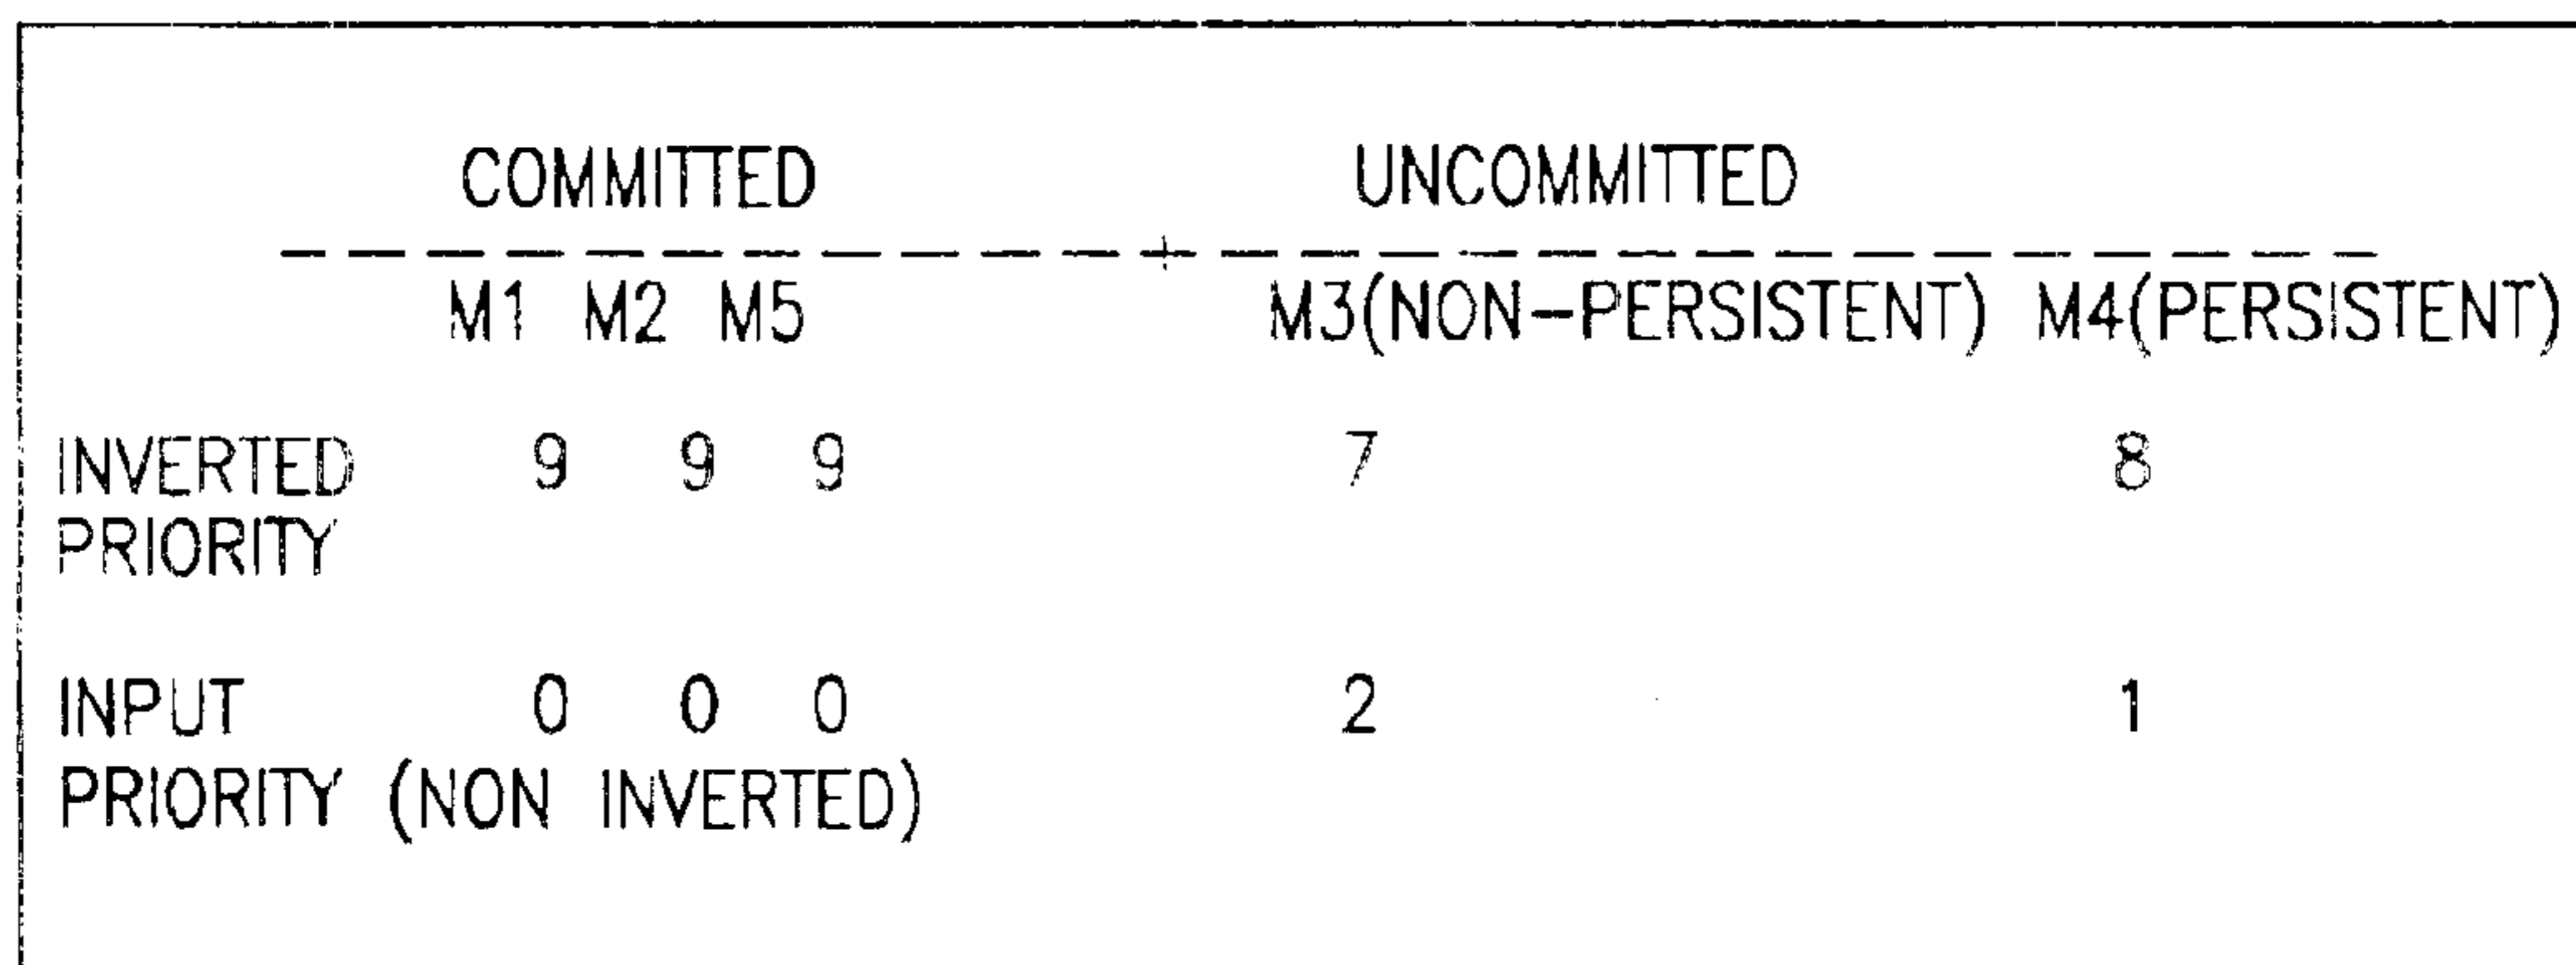 COMMITTED UNCOMMITTED
M1 M2 M5 M3(NON-PERSISTENT) M4(PERSISTENT)
INVERTED 9 9 9 7 8
PRIORITY
INPUT 0 0 0 2 1
PRIORITY (NON INVERTED)